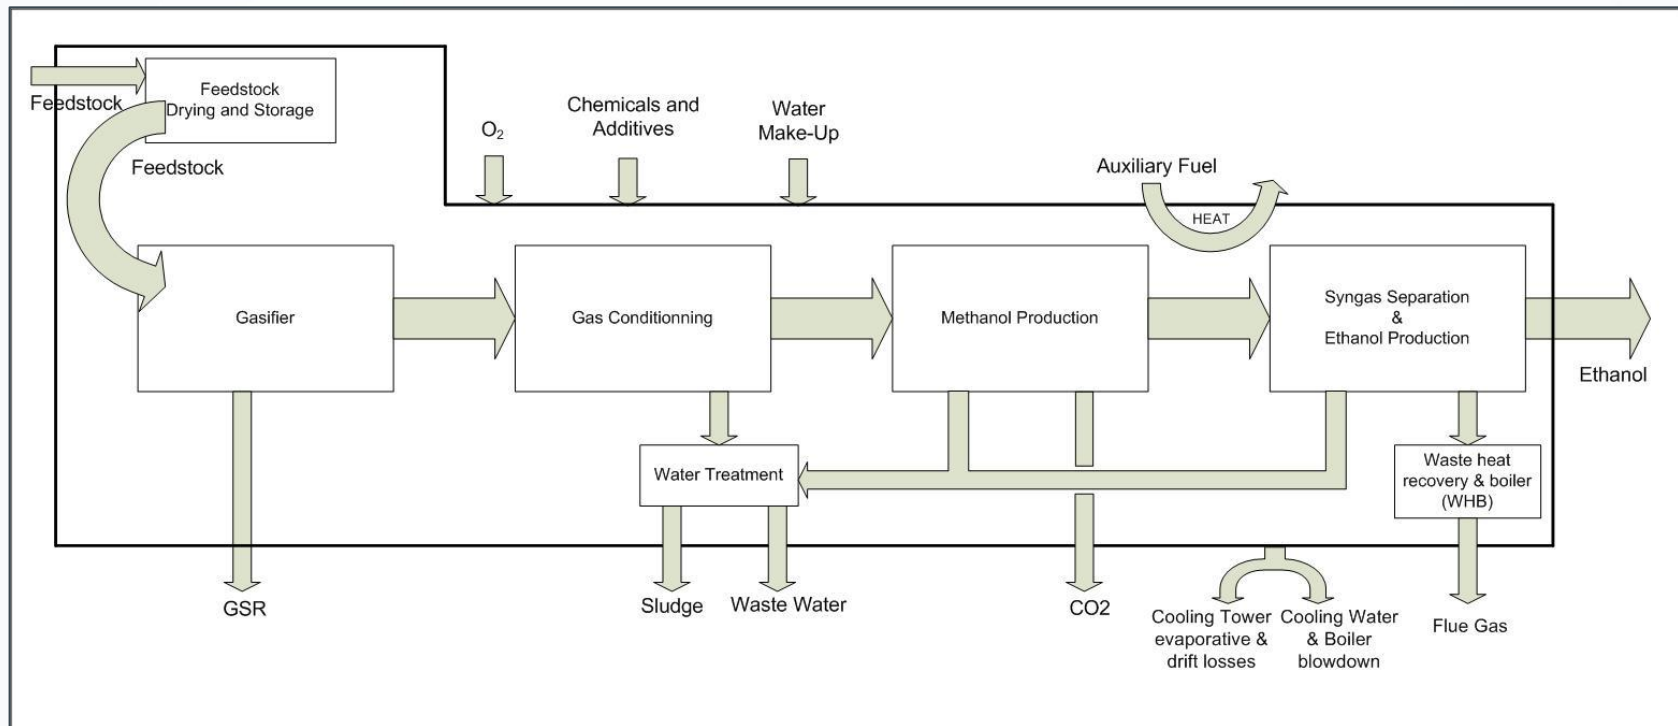 Feedstock
Drying and Storage
Feedstock
Feedstock
O₂
Chemicals and
Additives
Water
Make-Up
Auxiliary Fuel
HEAT
Gasifier
Gas Conditionning
Methanol Production
Syngas Separation
&
Ethanol Production
Ethanol
Water Treatment
Waste heat
recovery & boiler
(WHB)
GSR
Sludge
Waste Water
CO2
Cooling Tower
evaporative &
drift losses
Cooling Water
& Boiler
blowdown
Flue Gas